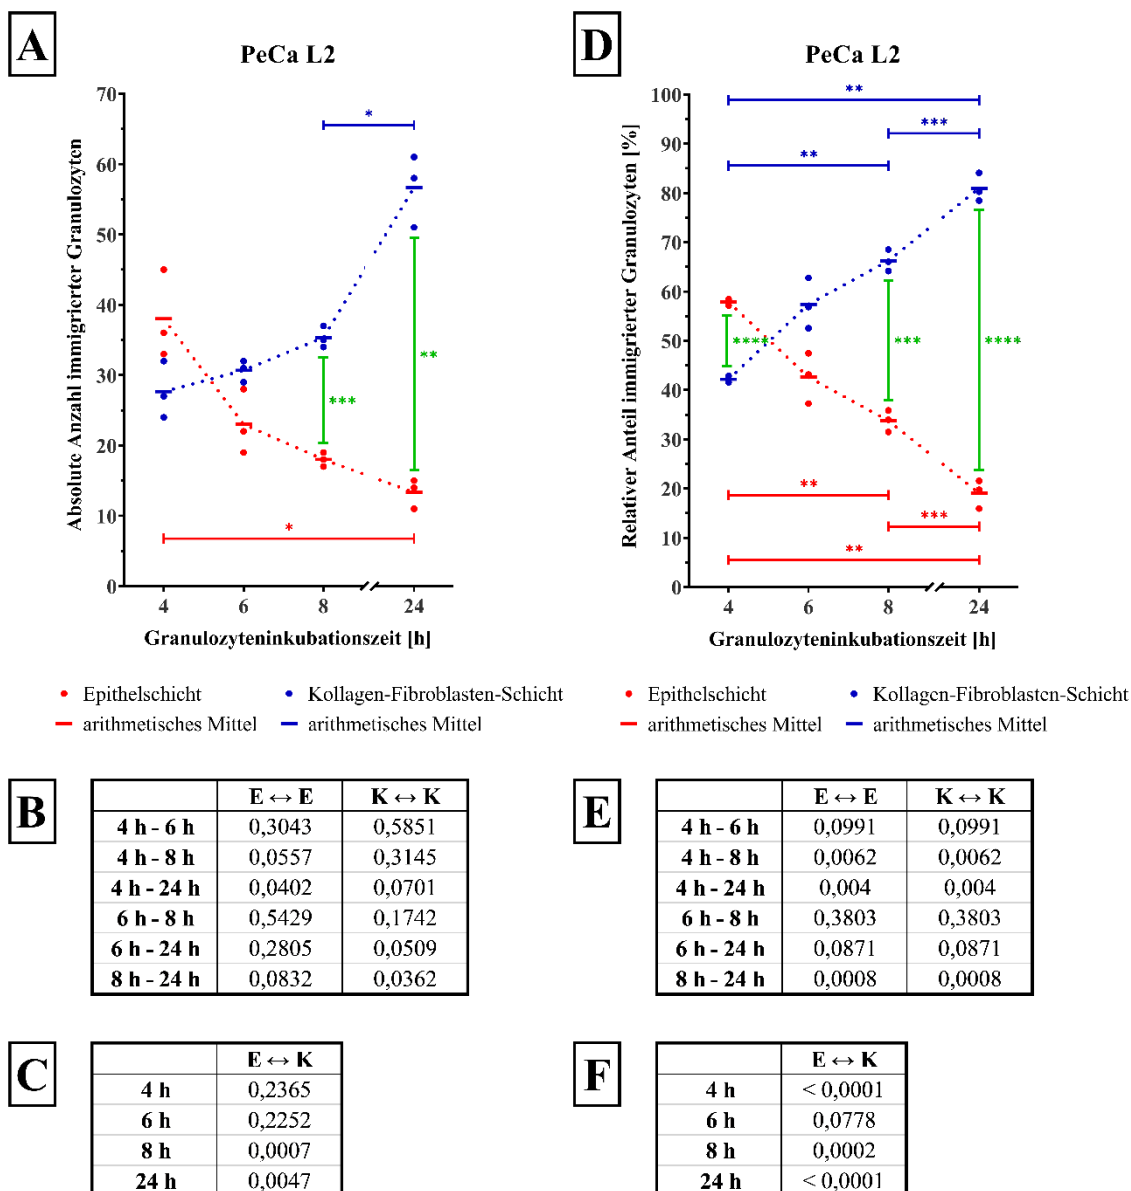 A
PeCa L2
Absolute Anzahl immigrierter Granulozyten
70
60
50
40
30
20
10
0
*
***
**
*
4 6 8 24
Granulozyteninkubationszeit [h]
Epithelschicht Kollagen-Fibroblasten-Schicht
arithmetisches Mittel arithmetisches Mittel
D
PeCa L2
Relativer Anteil immigrierter Granulozyten [%]
100
90
80
70
60
50
40
30
20
10
0
**
***
**
****
***
****
**
***
**
4 6 8 24
Granulozyteninkubationszeit [h]
Epithelschicht Kollagen-Fibroblasten-Schicht
arithmetisches Mittel arithmetisches Mittel
B
E ↔ E K ↔ K
4 h - 6 h 0,3043 0,5851
4 h - 8 h 0,0557 0,3145
4 h - 24 h 0,0402 0,0701
6 h - 8 h 0,5429 0,1742
6 h - 24 h 0,2805 0,0509
8 h - 24 h 0,0832 0,0362
E
E ↔ E K ↔ K
4 h - 6 h 0,0991 0,0991
4 h - 8 h 0,0062 0,0062
4 h - 24 h 0,004 0,004
6 h - 8 h 0,3803 0,3803
6 h - 24 h 0,0871 0,0871
8 h - 24 h 0,0008 0,0008
C
E ↔ K
4 h 0,2365
6 h 0,2252
8 h 0,0007
24 h 0,0047
F
E ↔ K
4 h < 0,0001
6 h 0,0778
8 h 0,0002
24 h < 0,0001